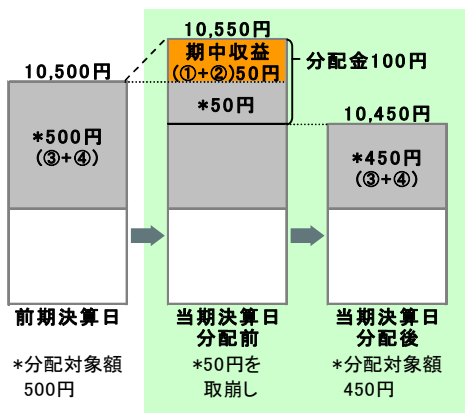 10,550円
期中収益
(①+②)50円
分配金100円
10,500円
*50円
10,450円
*500円
(③+④)
*450円
(③+④)
前期決算日
当期決算日
分配前
当期決算日
分配後
*分配対象額
500円
*50円を
取崩し
*分配対象額
450円